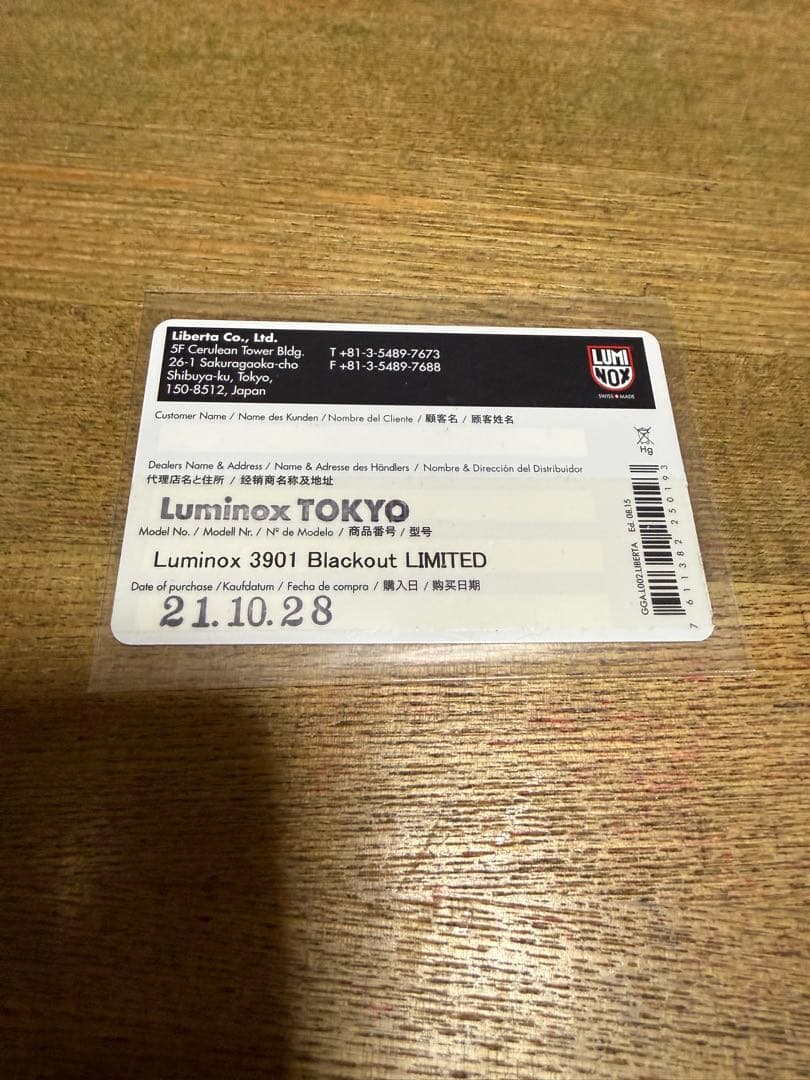 Liberta Co., Ltd.
5F Cerulean Tower Bldg.
26-1 Sakuragaoka-cho
Shibuya-ku, Tokyo,
150-8512, Japan
T +81-3-5489-7673
F +81-3-5489-7688
LUMI
NOX
SWISS MADE
Customer Name / Name des Kunden / Nombre del Cliente / 顧客名 / 顾客姓名
Hg
Dealers Name & Address / Name & Adresse des Händlers / Nombre & Dirección del Distribuidor
代理店名と住所 / 经销商名称及地址
Luminox TOKYO
Model No. / Modell Nr. / Nº de Modelo / 商品番号 / 型号
Luminox 3901 Blackout LIMITED
Date of purchase / Kaufdatum / Fecha de compra / 購入日 / 购买日期
21.10.28
GGA.L002.LIBERTA Ed. 08.15
7 611382 250193